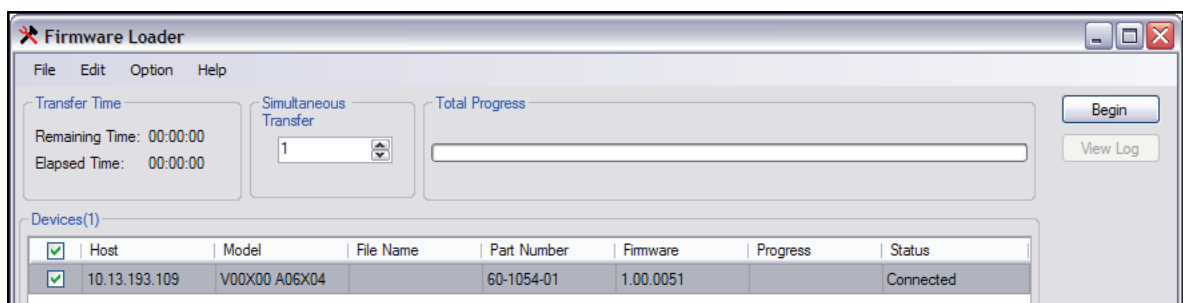 Firmware Loader
File Edit Option Help
Transfer Time
Remaining Time: 00:00:00
Elapsed Time: 00:00:00
Simultaneous
Transfer
1
Total Progress
Begin
View Log
Devices(1)
Host Model File Name Part Number Firmware Progress Status
10.13.193.109 V00X00 A06X04 60-1054-01 1.00.0051 Connected